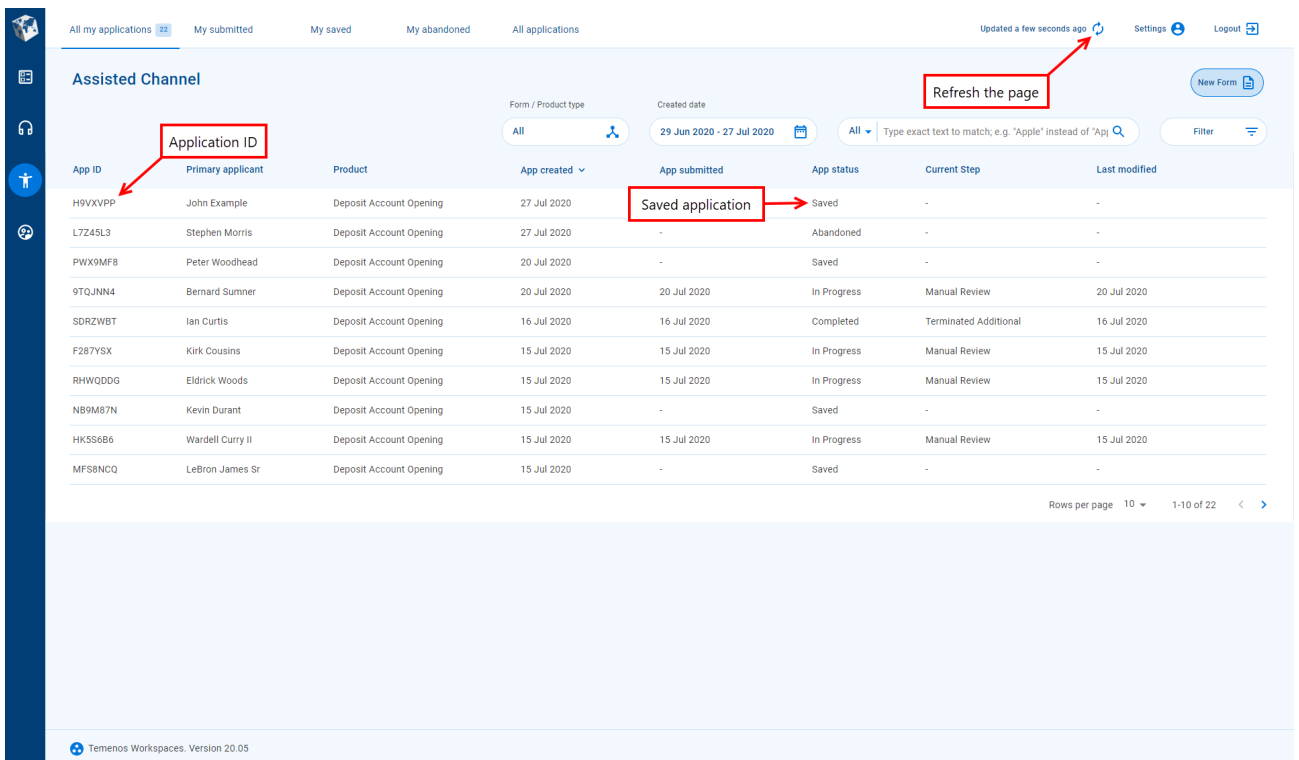 All my applications 22 My submitted My saved My abandoned All applications Updated a few seconds ago Settings Logout
Assisted Channel
Refresh the page
New Form
Form / Product type Created date
All 29 Jun 2020 - 27 Jul 2020 All Type exact text to match; e.g. "Apple" instead of "Ap Filter
Application ID
App ID Primary applicant Product App created App submitted App status Current Step Last modified
H9VXVPP John Example Deposit Account Opening 27 Jul 2020 Saved application Saved - -
L7Z45L3 Stephen Morris Deposit Account Opening 27 Jul 2020 - Abandoned - -
PWX9MF8 Peter Woodhead Deposit Account Opening 20 Jul 2020 - Saved - -
9TQJNN4 Bernard Sumner Deposit Account Opening 20 Jul 2020 20 Jul 2020 In Progress Manual Review 20 Jul 2020
SDRZWBT Ian Curtis Deposit Account Opening 16 Jul 2020 16 Jul 2020 Completed Terminated Additional 16 Jul 2020
F287YSX Kirk Cousins Deposit Account Opening 15 Jul 2020 15 Jul 2020 In Progress Manual Review 15 Jul 2020
RHWQDDG Eldrick Woods Deposit Account Opening 15 Jul 2020 15 Jul 2020 In Progress Manual Review 15 Jul 2020
NB9M87N Kevin Durant Deposit Account Opening 15 Jul 2020 - Saved - -
HK5S6B6 Wardell Curry II Deposit Account Opening 15 Jul 2020 15 Jul 2020 In Progress Manual Review 15 Jul 2020
MFS8NCQ LeBron James Sr Deposit Account Opening 15 Jul 2020 - Saved - -
Rows per page 10 1-10 of 22
Temenos Workspaces. Version 20.05